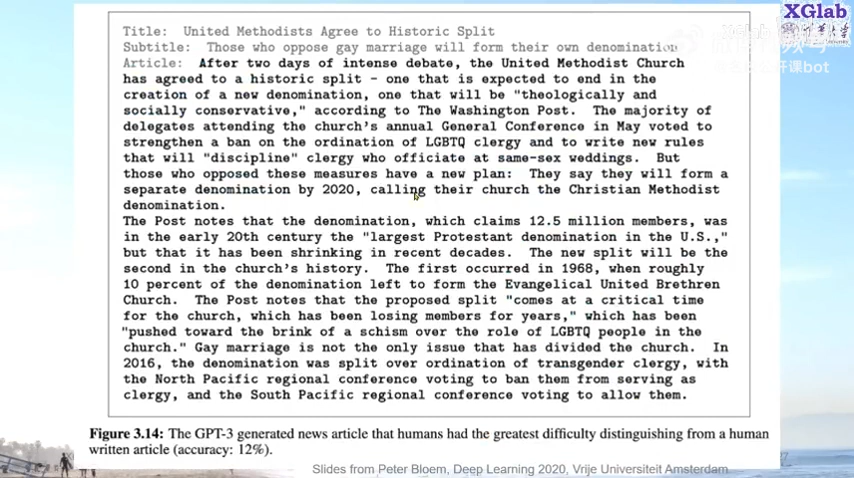 XGlab
Title: United Methodists Agree to Historic Split
Subtitle: Those who oppose gay marriage will form their own denomination
Article: After two days of intense debate, the United Methodist Church
has agreed to a historic split - one that is expected to end in the
creation of a new denomination, one that will be "theologically and
socially conservative," according to The Washington Post. The majority of
delegates attending the church's annual General Conference in May voted to
strengthen a ban on the ordination of LGBTQ clergy and to write new rules
that will "discipline" clergy who officiate at same-sex weddings. But
those who opposed these measures have a new plan: They say they will form a
separate denomination by 2020, calling their church the Christian Methodist
denomination.
The Post notes that the denomination, which claims 12.5 million members, was
in the early 20th century the "largest Protestant denomination in the U.S.,"
but that it has been shrinking in recent decades. The new split will be the
second in the church's history. The first occurred in 1968, when roughly
10 percent of the denomination left to form the Evangelical United Brethren
Church. The Post notes that the proposed split "comes at a critical time
for the church, which has been losing members for years," which has been
"pushed toward the brink of a schism over the role of LGBTQ people in the
church." Gay marriage is not the only issue that has divided the church. In
2016, the denomination was split over ordination of transgender clergy, with
the North Pacific regional conference voting to ban them from serving as
clergy, and the South Pacific regional conference voting to allow them.
Figure 3.14: The GPT-3 generated news article that humans had the greatest difficulty distinguishing from a human
written article (accuracy: 12%).
Slides from Peter Bloem, Deep Learning 2020, Vrije Universiteit Amsterdam